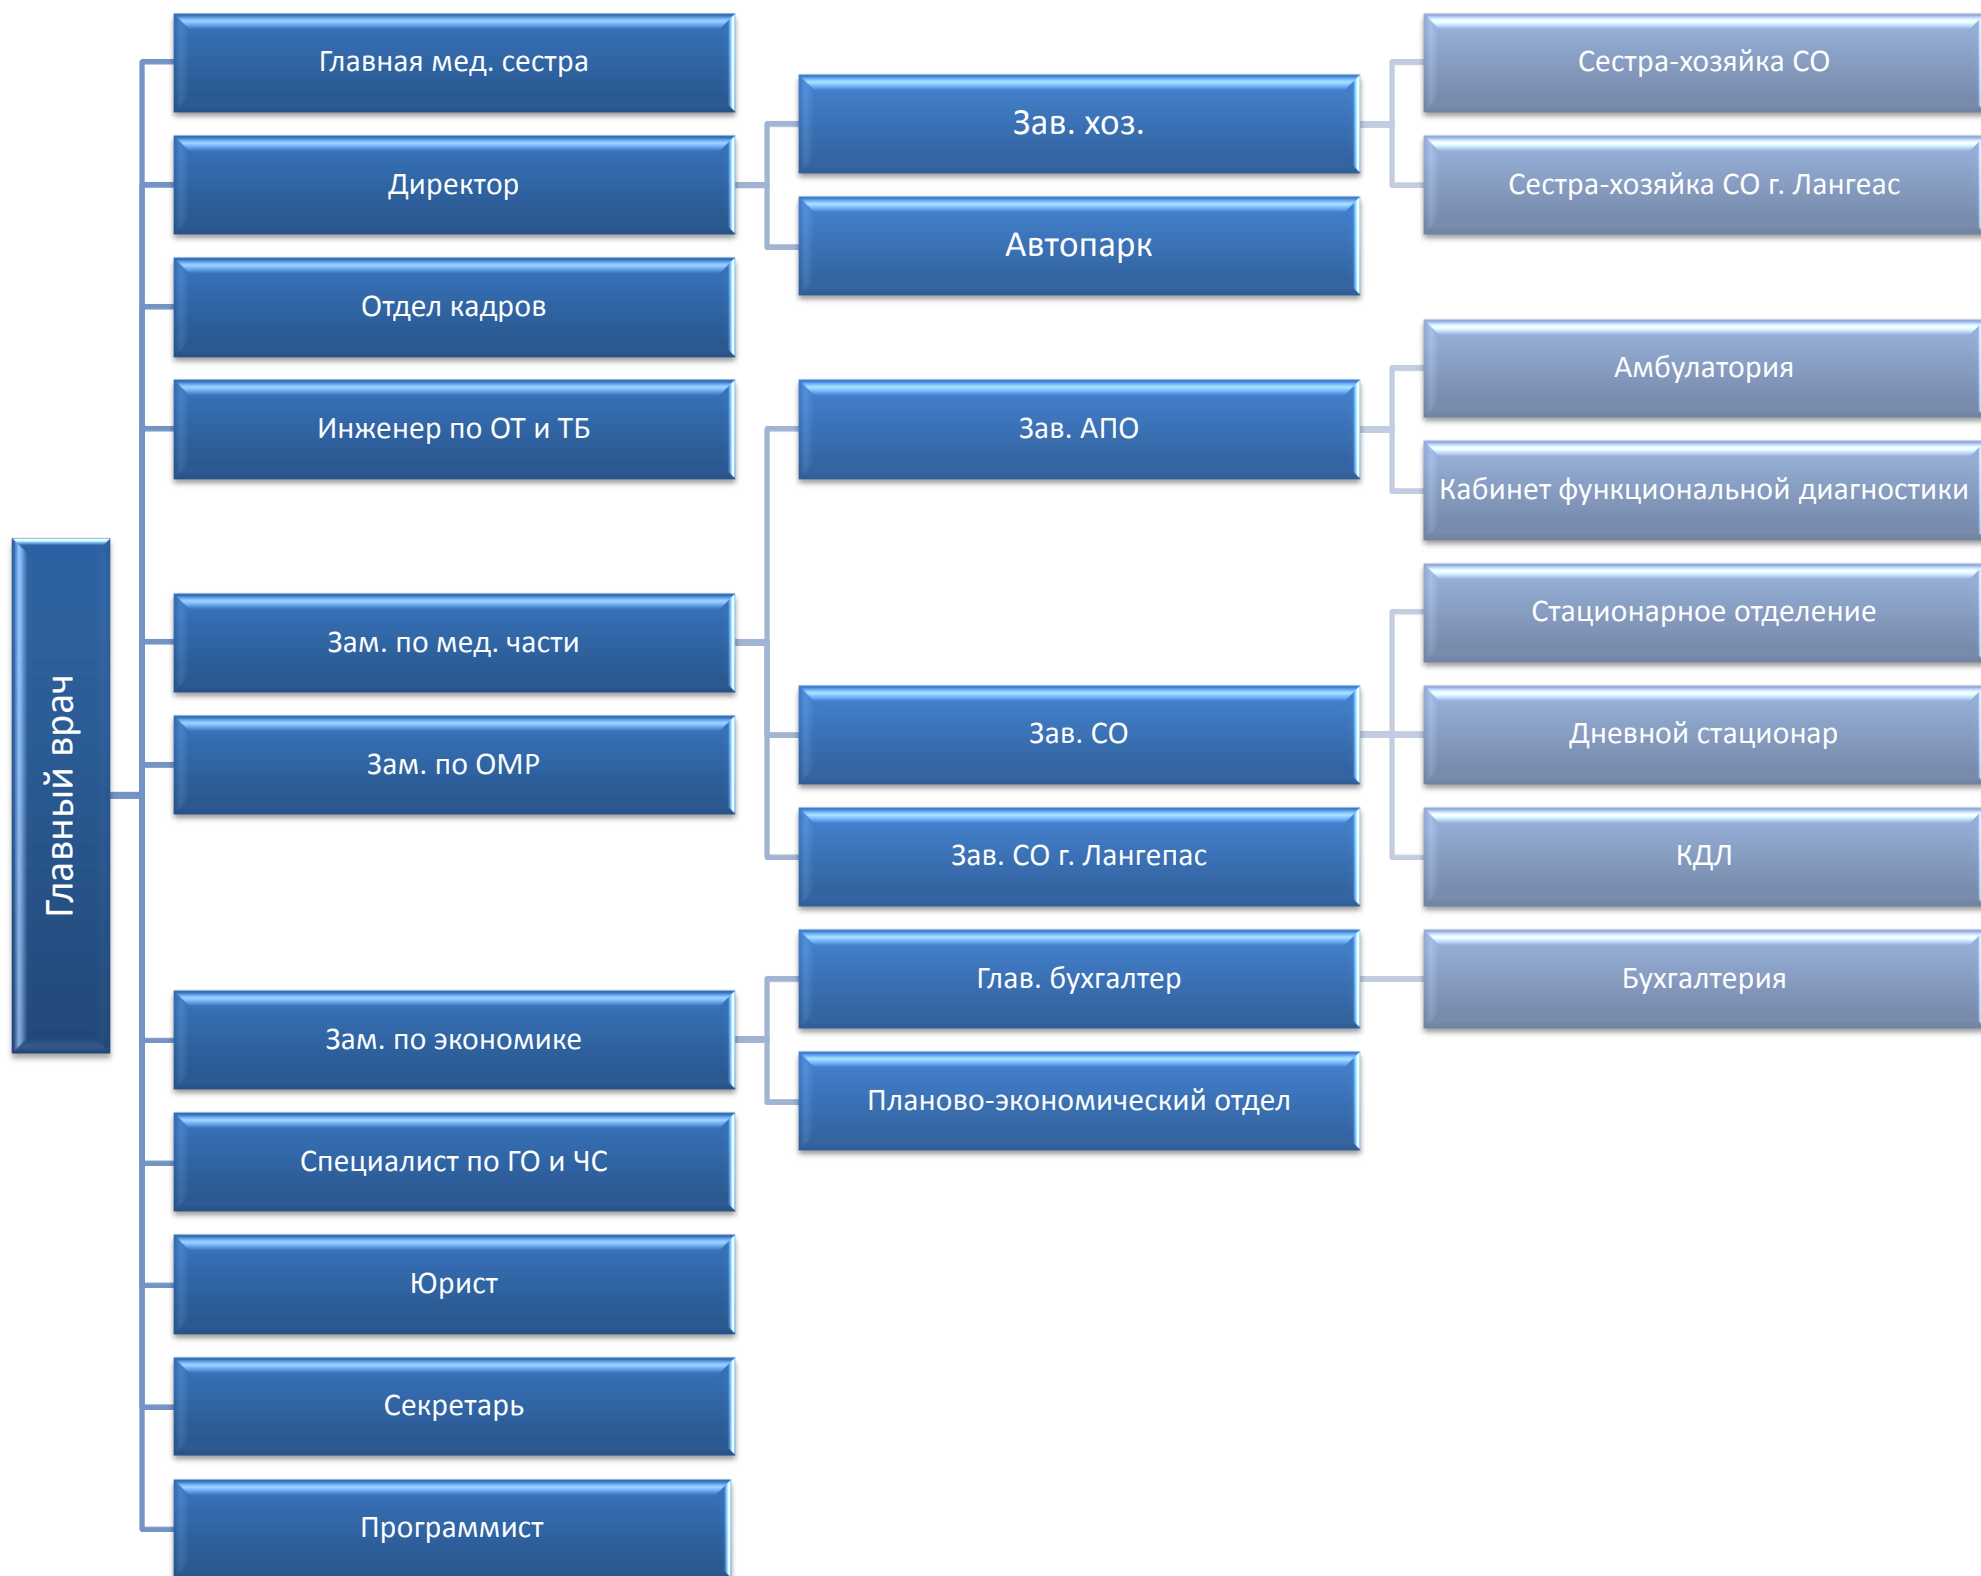 Главный врач
Главная мед. сестра
Директор
Зав. хоз.
Сестра-хозяйка СО
Сестра-хозяйка СО г. Лангеас
Автопарк
Отдел кадров
Инженер по ОТ и ТБ
Зам. по мед. части
Зав. АПО
Амбулатория
Кабинет функциональной диагностики
Зав. СО
Стационарное отделение
Дневной стационар
КДЛ
Зав. СО г. Лангепас
Зам. по ОМР
Зам. по экономике
Глав. бухгалтер
Бухгалтерия
Планово-экономический отдел
Специалист по ГО и ЧС
Юрист
Секретарь
Программист